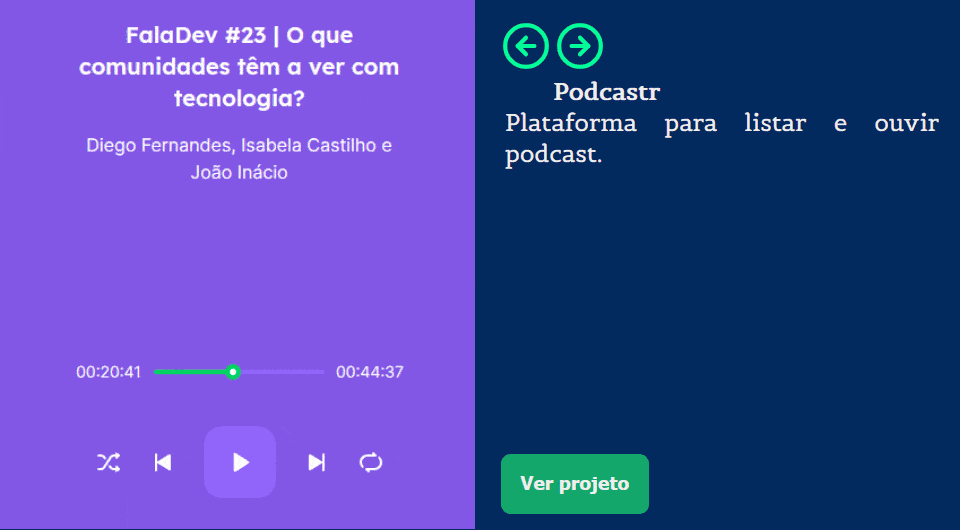 FalaDev #23 | O que
comunidades têm a ver com
tecnologia?
Diego Fernandes, Isabela Castilho e
João Inácio
00:20:41
00:44:37
Podcastr
Plataforma para listar e ouvir
podcast.
Ver projeto